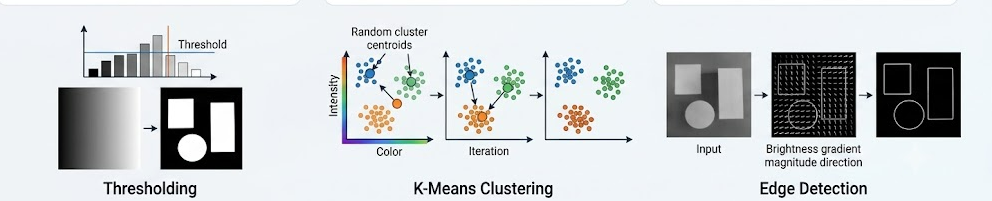 Threshold
Thresholding
Random cluster
centroids
Intensity
Color
Iteration
K-Means Clustering
Input
Brightness gradient
magnitude direction
Edge Detection